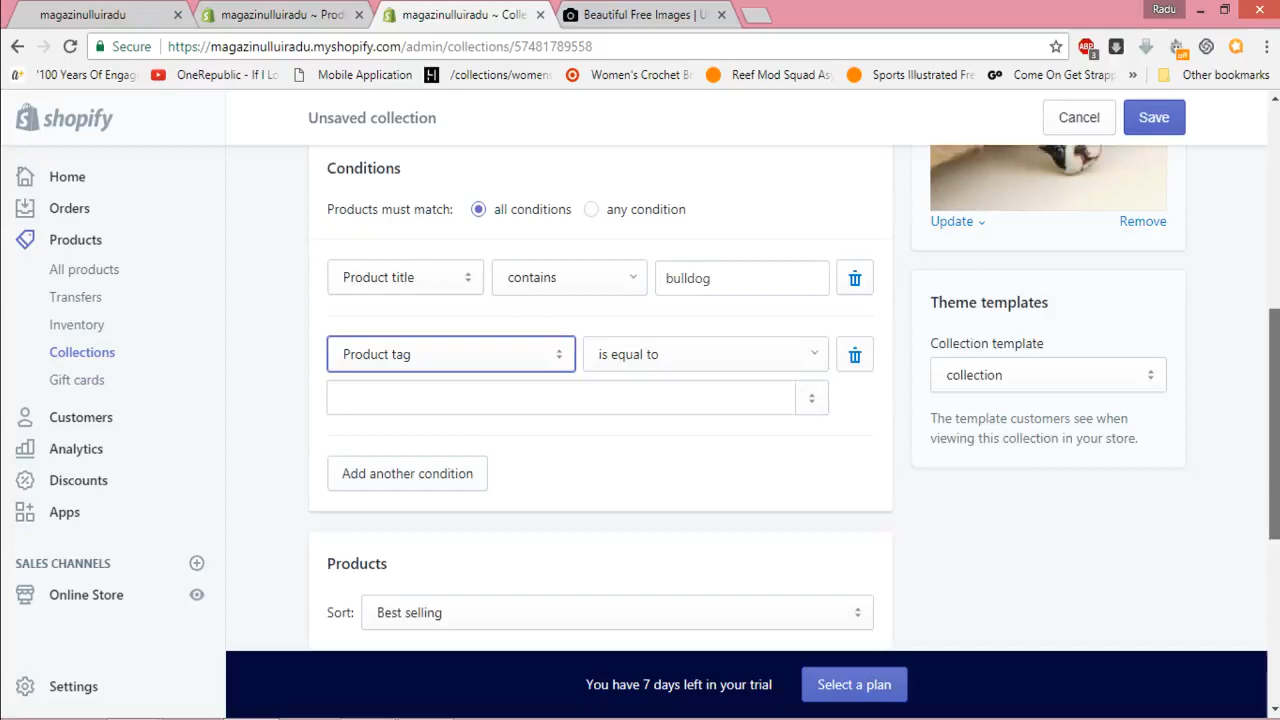 magazinulluiradu
magazinulluiradu ~ Prod
magazinulluiradu ~ Colle
Beautiful Free Images | U
Radu
Secure
https://magazinulluiradu.myshopify.com/admin/collections/57481789558
3
off
'100 Years Of Engag
OneRepublic - If I Lo
Mobile Application
/collections/womens
Women's Crochet Br
Reef Mod Squad Asy
Sports Illustrated Fre
Come On Get Strapp
»
Other bookmarks
shopify
Unsaved collection
Cancel
Save
Home
Orders
Products
All products
Transfers
Inventory
Collections
Gift cards
Customers
Analytics
Discounts
Apps
SALES CHANNELS
Online Store
Settings
Conditions
Products must match: all conditions any condition
Product title contains bulldog
Product tag is equal to
Add another condition
Products
Sort: Best selling
Update
Remove
Theme templates
Collection template
collection
The template customers see when
viewing this collection in your store.
You have 7 days left in your trial
Select a plan